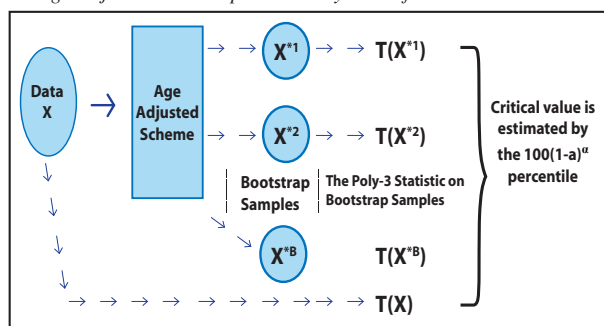 Data
X
Age
Adjusted
Scheme
X*1
T(X*1)
X*2
T(X*2)
Bootstrap
Samples
The Poly-3 Statistic on
Bootstrap Samples
X*B
T(X*B)
T(X)
Critical value is
estimated by
the 100(1-a)α
percentile